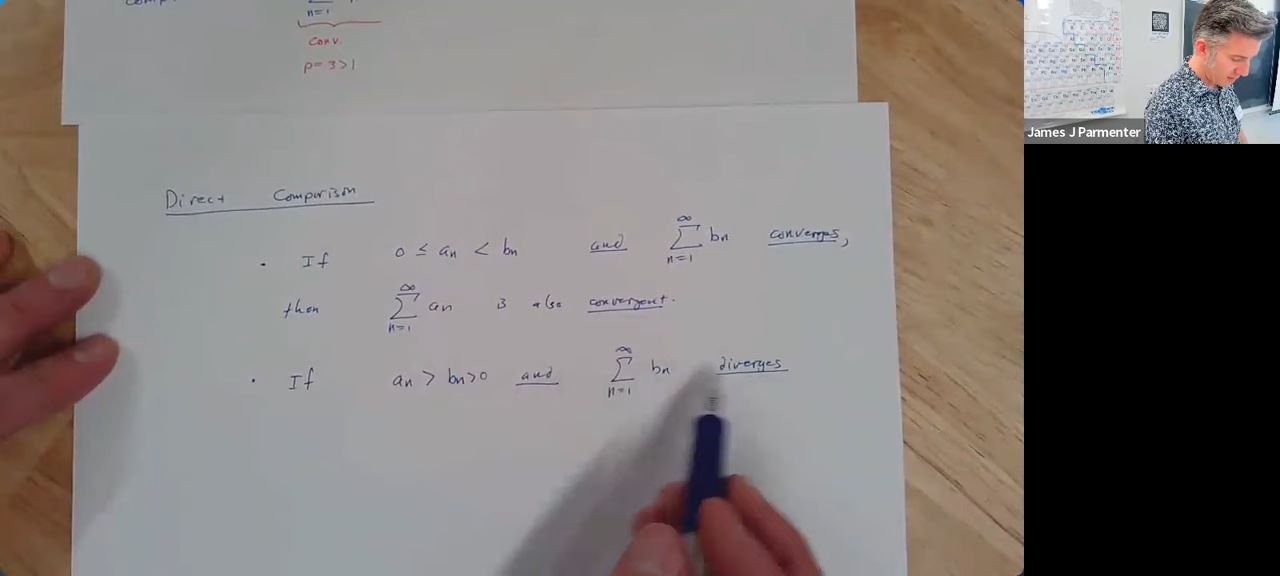 n=1
conv.
p=3>1
Direct Comparison
. If 0 ≤ an < bn and ∞ Σ n=1 bn converges,
then ∞ Σ n=1 an is also convergent.
. If an > bn>0 and ∞ Σ n=1 bn diverges
James J Parmenter